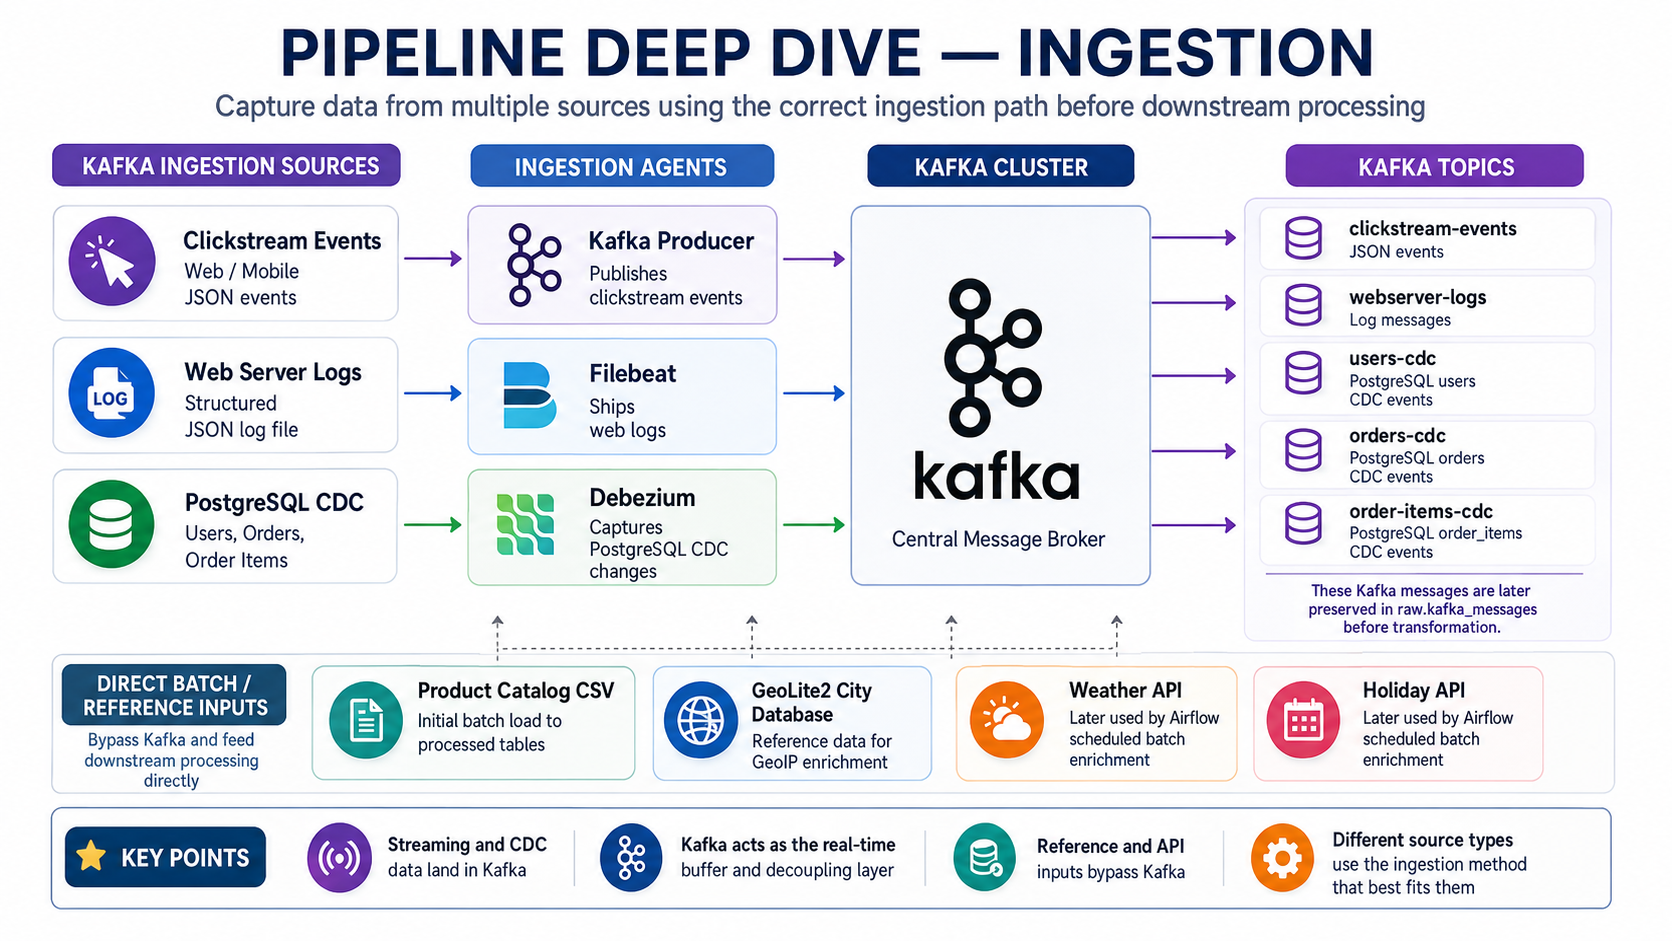 PIPELINE DEEP DIVE — INGESTION
Capture data from multiple sources using the correct ingestion path before downstream processing
KAFKA INGESTION SOURCES
Clickstream Events
Web / Mobile
JSON events
Web Server Logs
Structured
JSON log file
LOG
PostgreSQL CDC
Users, Orders,
Order Items
INGESTION AGENTS
Kafka Producer
Publishes
clickstream events
Filebeat
Ships
web logs
Debezium
Captures
PostgreSQL CDC
changes
KAFKA CLUSTER
kafka
Central Message Broker
KAFKA TOPICS
clickstream-events
JSON events
webserver-logs
Log messages
users-cdc
PostgreSQL users
CDC events
orders-cdc
PostgreSQL orders
CDC events
order-items-cdc
PostgreSQL order_items
CDC events
These Kafka messages are later
preserved in raw.kafka_messages
before transformation.
DIRECT BATCH /
REFERENCE INPUTS
Bypass Kafka and feed
downstream processing
directly
Product Catalog CSV
Initial batch load to
processed tables
GeoLite2 City
Database
Reference data for
GeoIP enrichment
Weather API
Later used by Airflow
scheduled batch
enrichment
Holiday API
Later used by Airflow
scheduled batch
enrichment
KEY POINTS
Streaming and CDC
data land in Kafka
Kafka acts as the real-time
buffer and decoupling layer
Reference and API
inputs bypass Kafka
Different source types
use the ingestion method
that best fits them